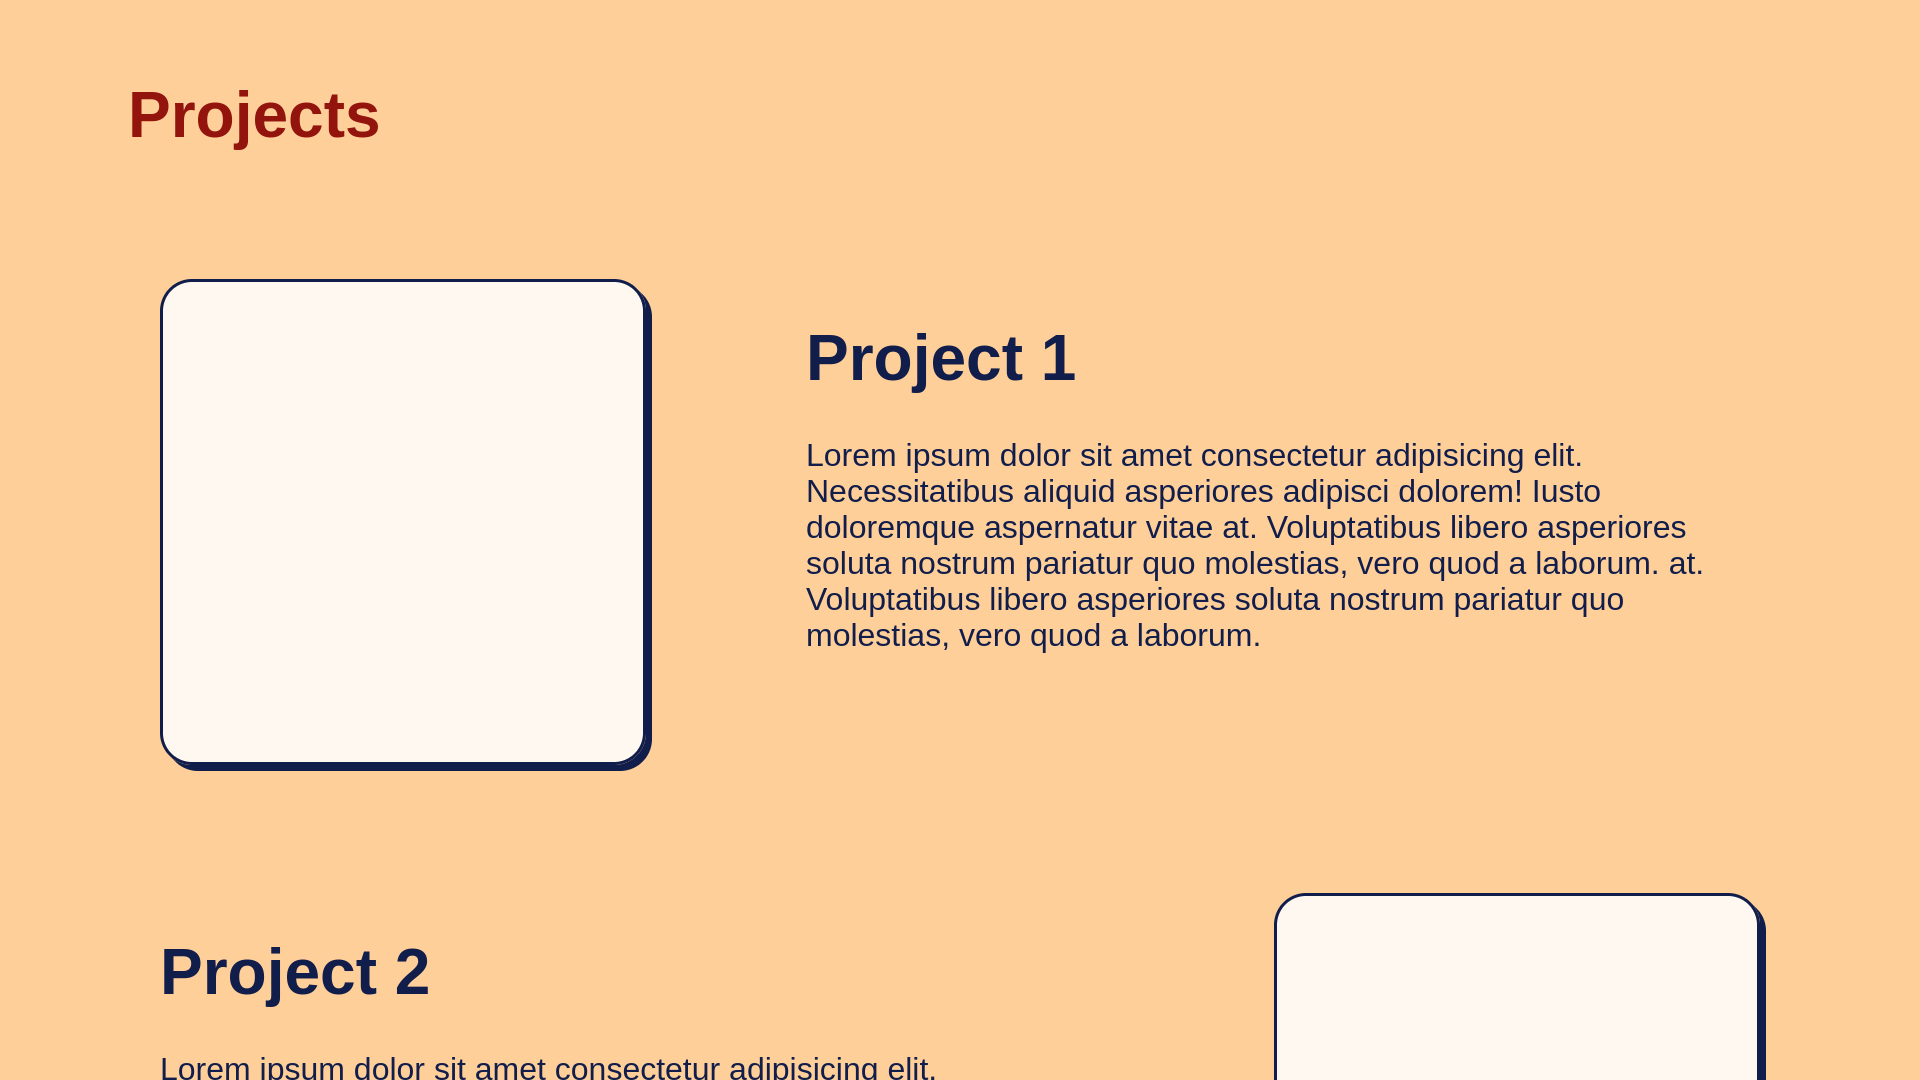 Projects
Project 1
Lorem ipsum dolor sit amet consectetur adipisicing elit.
Necessitatibus aliquid asperiores adipisci dolorem! Iusto
doloremque aspernatur vitae at. Voluptatibus libero asperiores
soluta nostrum pariatur quo molestias, vero quod a laborum. at.
Voluptatibus libero asperiores soluta nostrum pariatur quo
molestias, vero quod a laborum.
Project 2
Lorem ipsum dolor sit amet consectetur adipisicing elit.